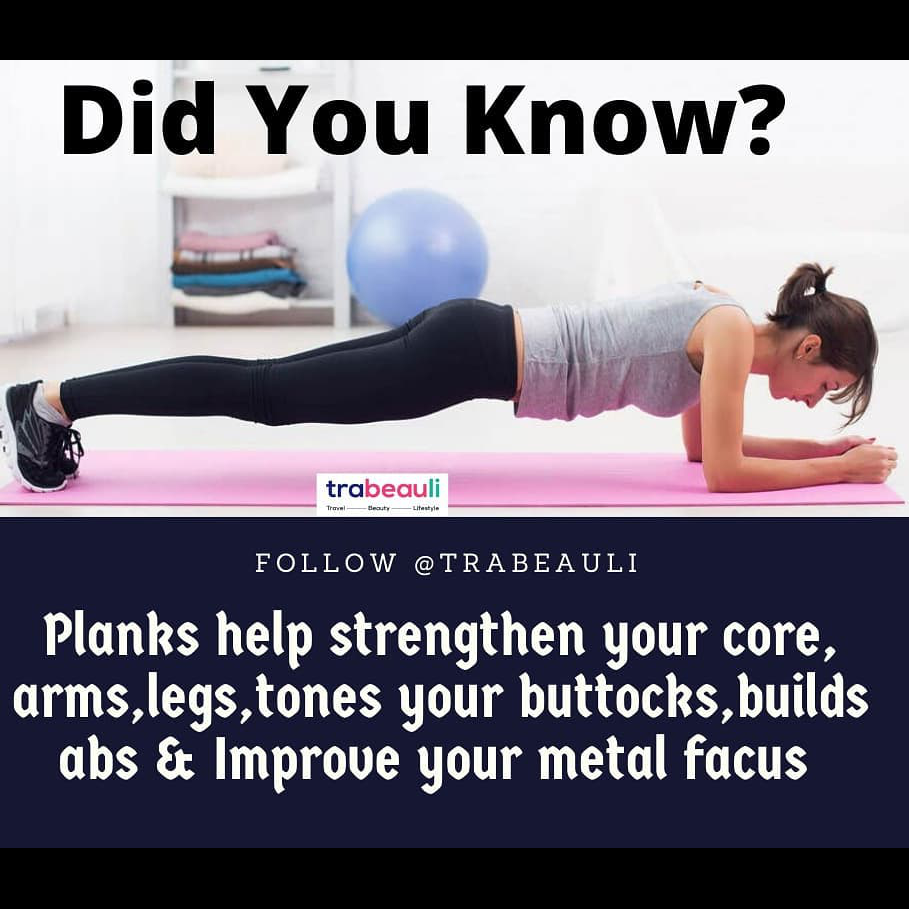 Did You Know?
trabeauli
Travel Beauty Lifestyle
FOLLOW @TRABEAULI
Planks help strengthen your core,
arms,legs,tones your buttocks,builds
abs & Improve your metal facus